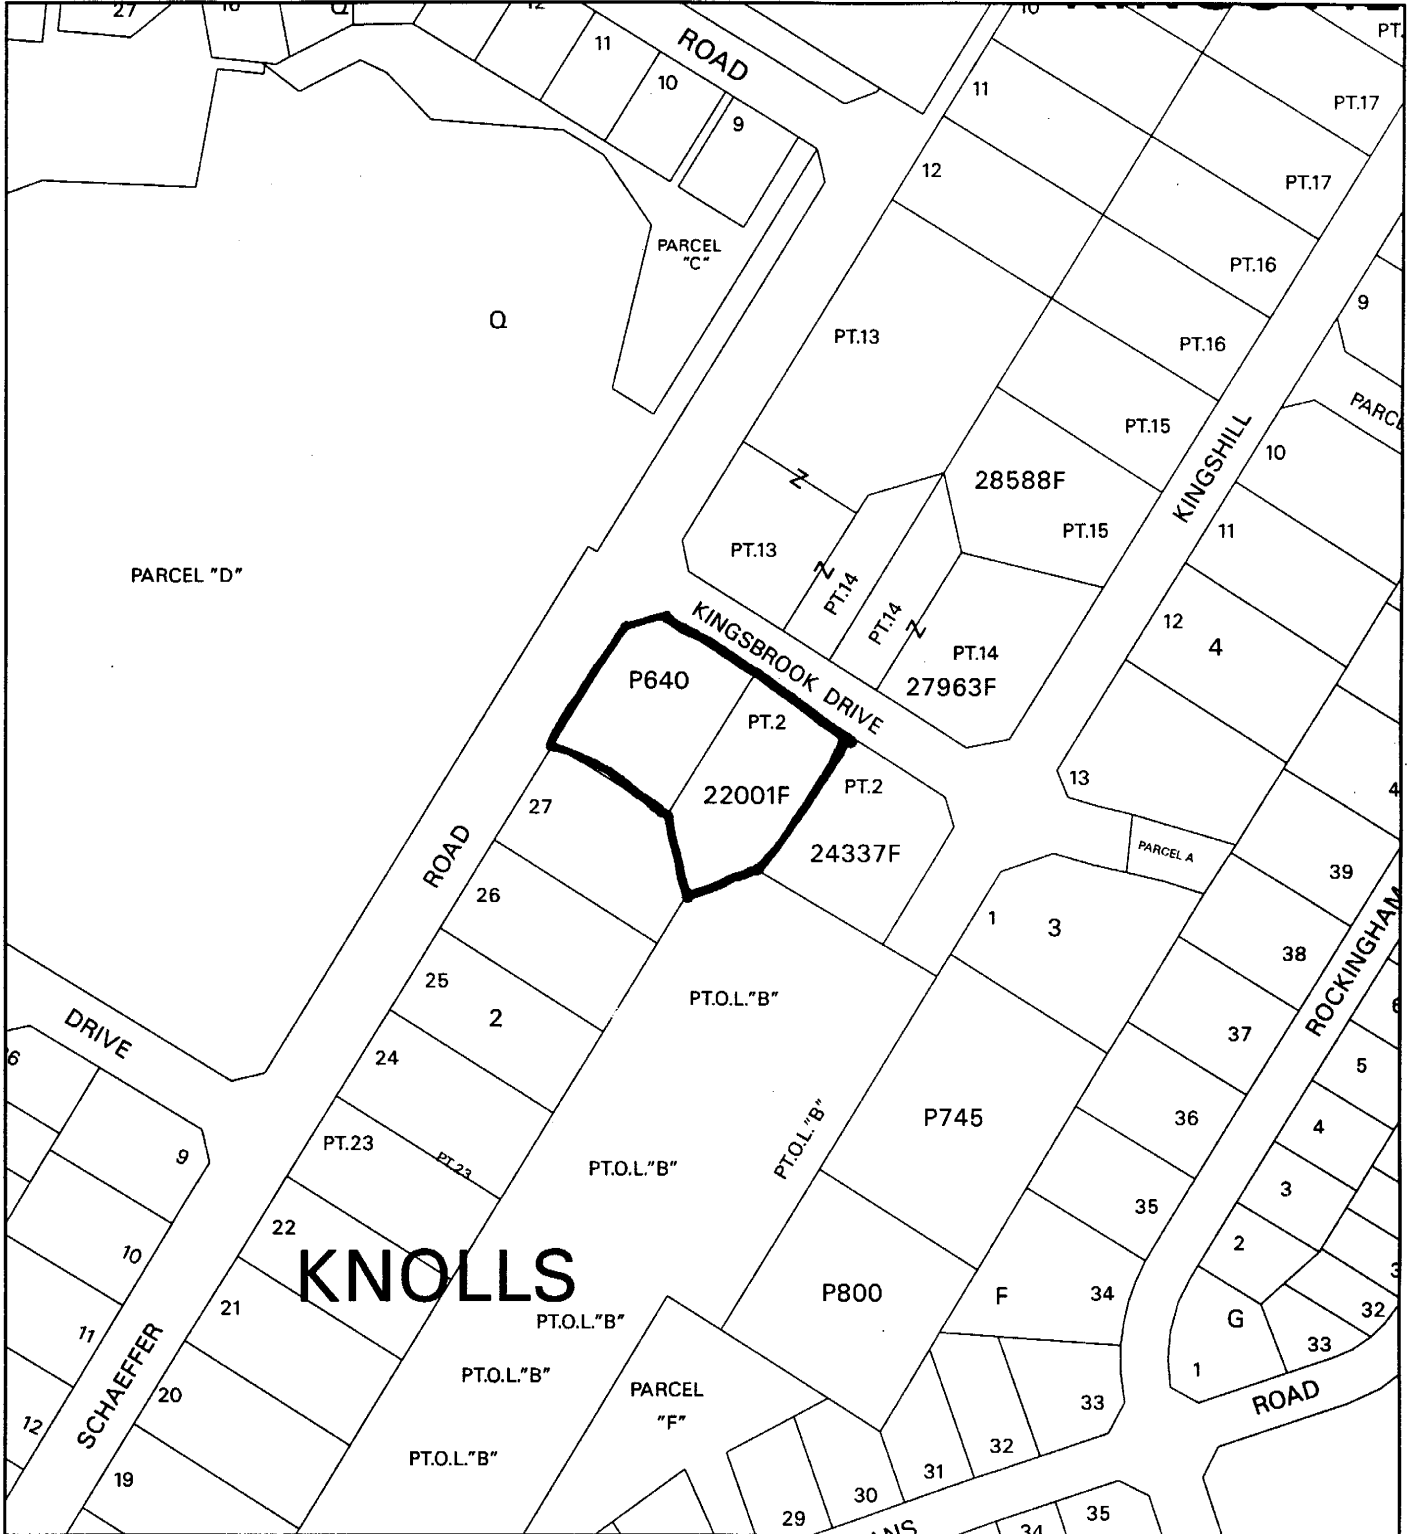 27
16
Q
12
11
ROAD
10
9
10
11
PT.
PT.17
12
PT.17
PARCEL
"C"
PT.16
9
Q
PT.13
PT.16
PT.15
KINGSHILL
10
Z
28588F
PT.15
11
PT.13
Z
PT.14
PT.14
Z
PARCEL "D"
KINGSBROOK DRIVE
PT.14
27963F
12
4
P640
PT.2
22001F
PT.2
24337F
13
4
27
PARCEL A
ROAD
39
26
1
3
38
ROCKINGHAM
25
2
PT.O.L."B"
37
DRIVE
24
5
P745
36
4
PT.23
PT.23
9
PT.O.L."B"
PT.O.L."B"
3
35
22
2
10
KNOLLS
P800
F
34
G
32
21
PT.O.L."B"
11
33
SCHAEFFER
PT.O.L."B"
1
20
PARCEL
"F"
33
ROAD
12
32
PT.O.L."B"
31
19
30
29
35
34